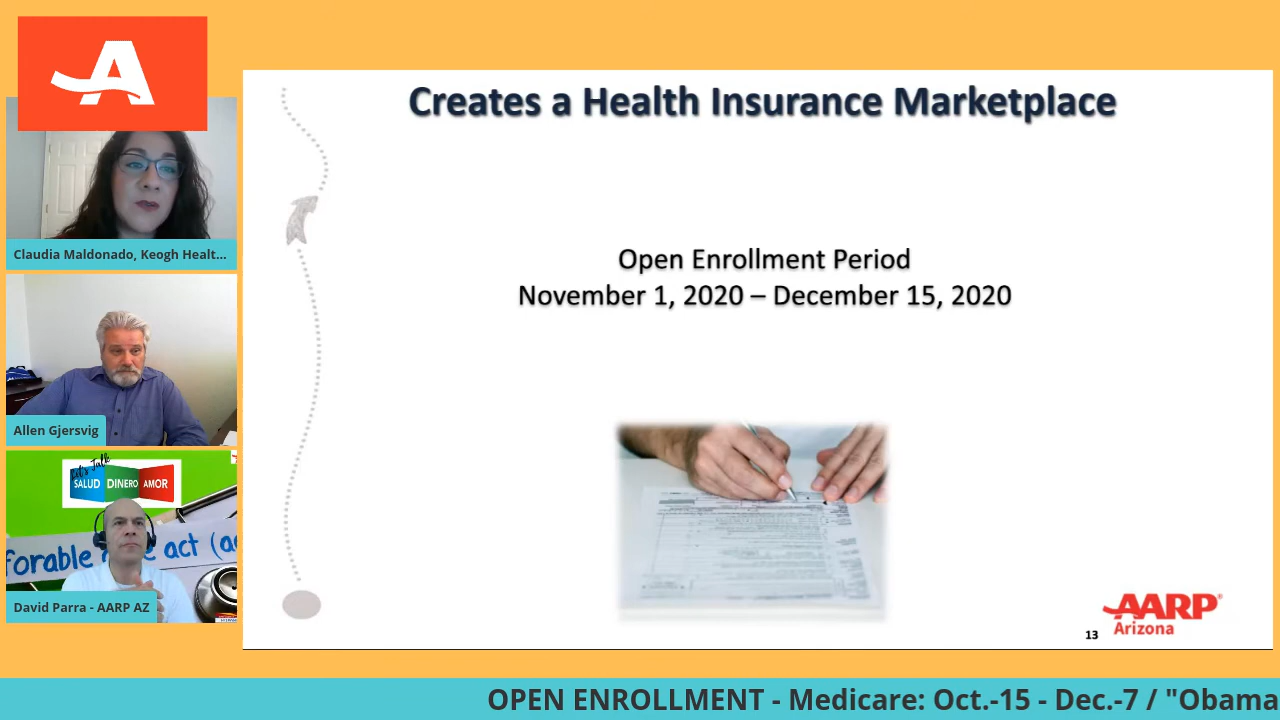 A
Claudia Maldonado, Keogh Healt...
Allen Gjersvig
Let's Talk
SALUD DINERO AMOR
forable
act (a
David Parra - AARP AZ
Creates a Health Insurance Marketplace
Open Enrollment Period
November 1, 2020 – December 15, 2020
AARP®
Arizona
13
OPEN ENROLLMENT - Medicare: Oct.-15 - Dec.-7 / "Obama